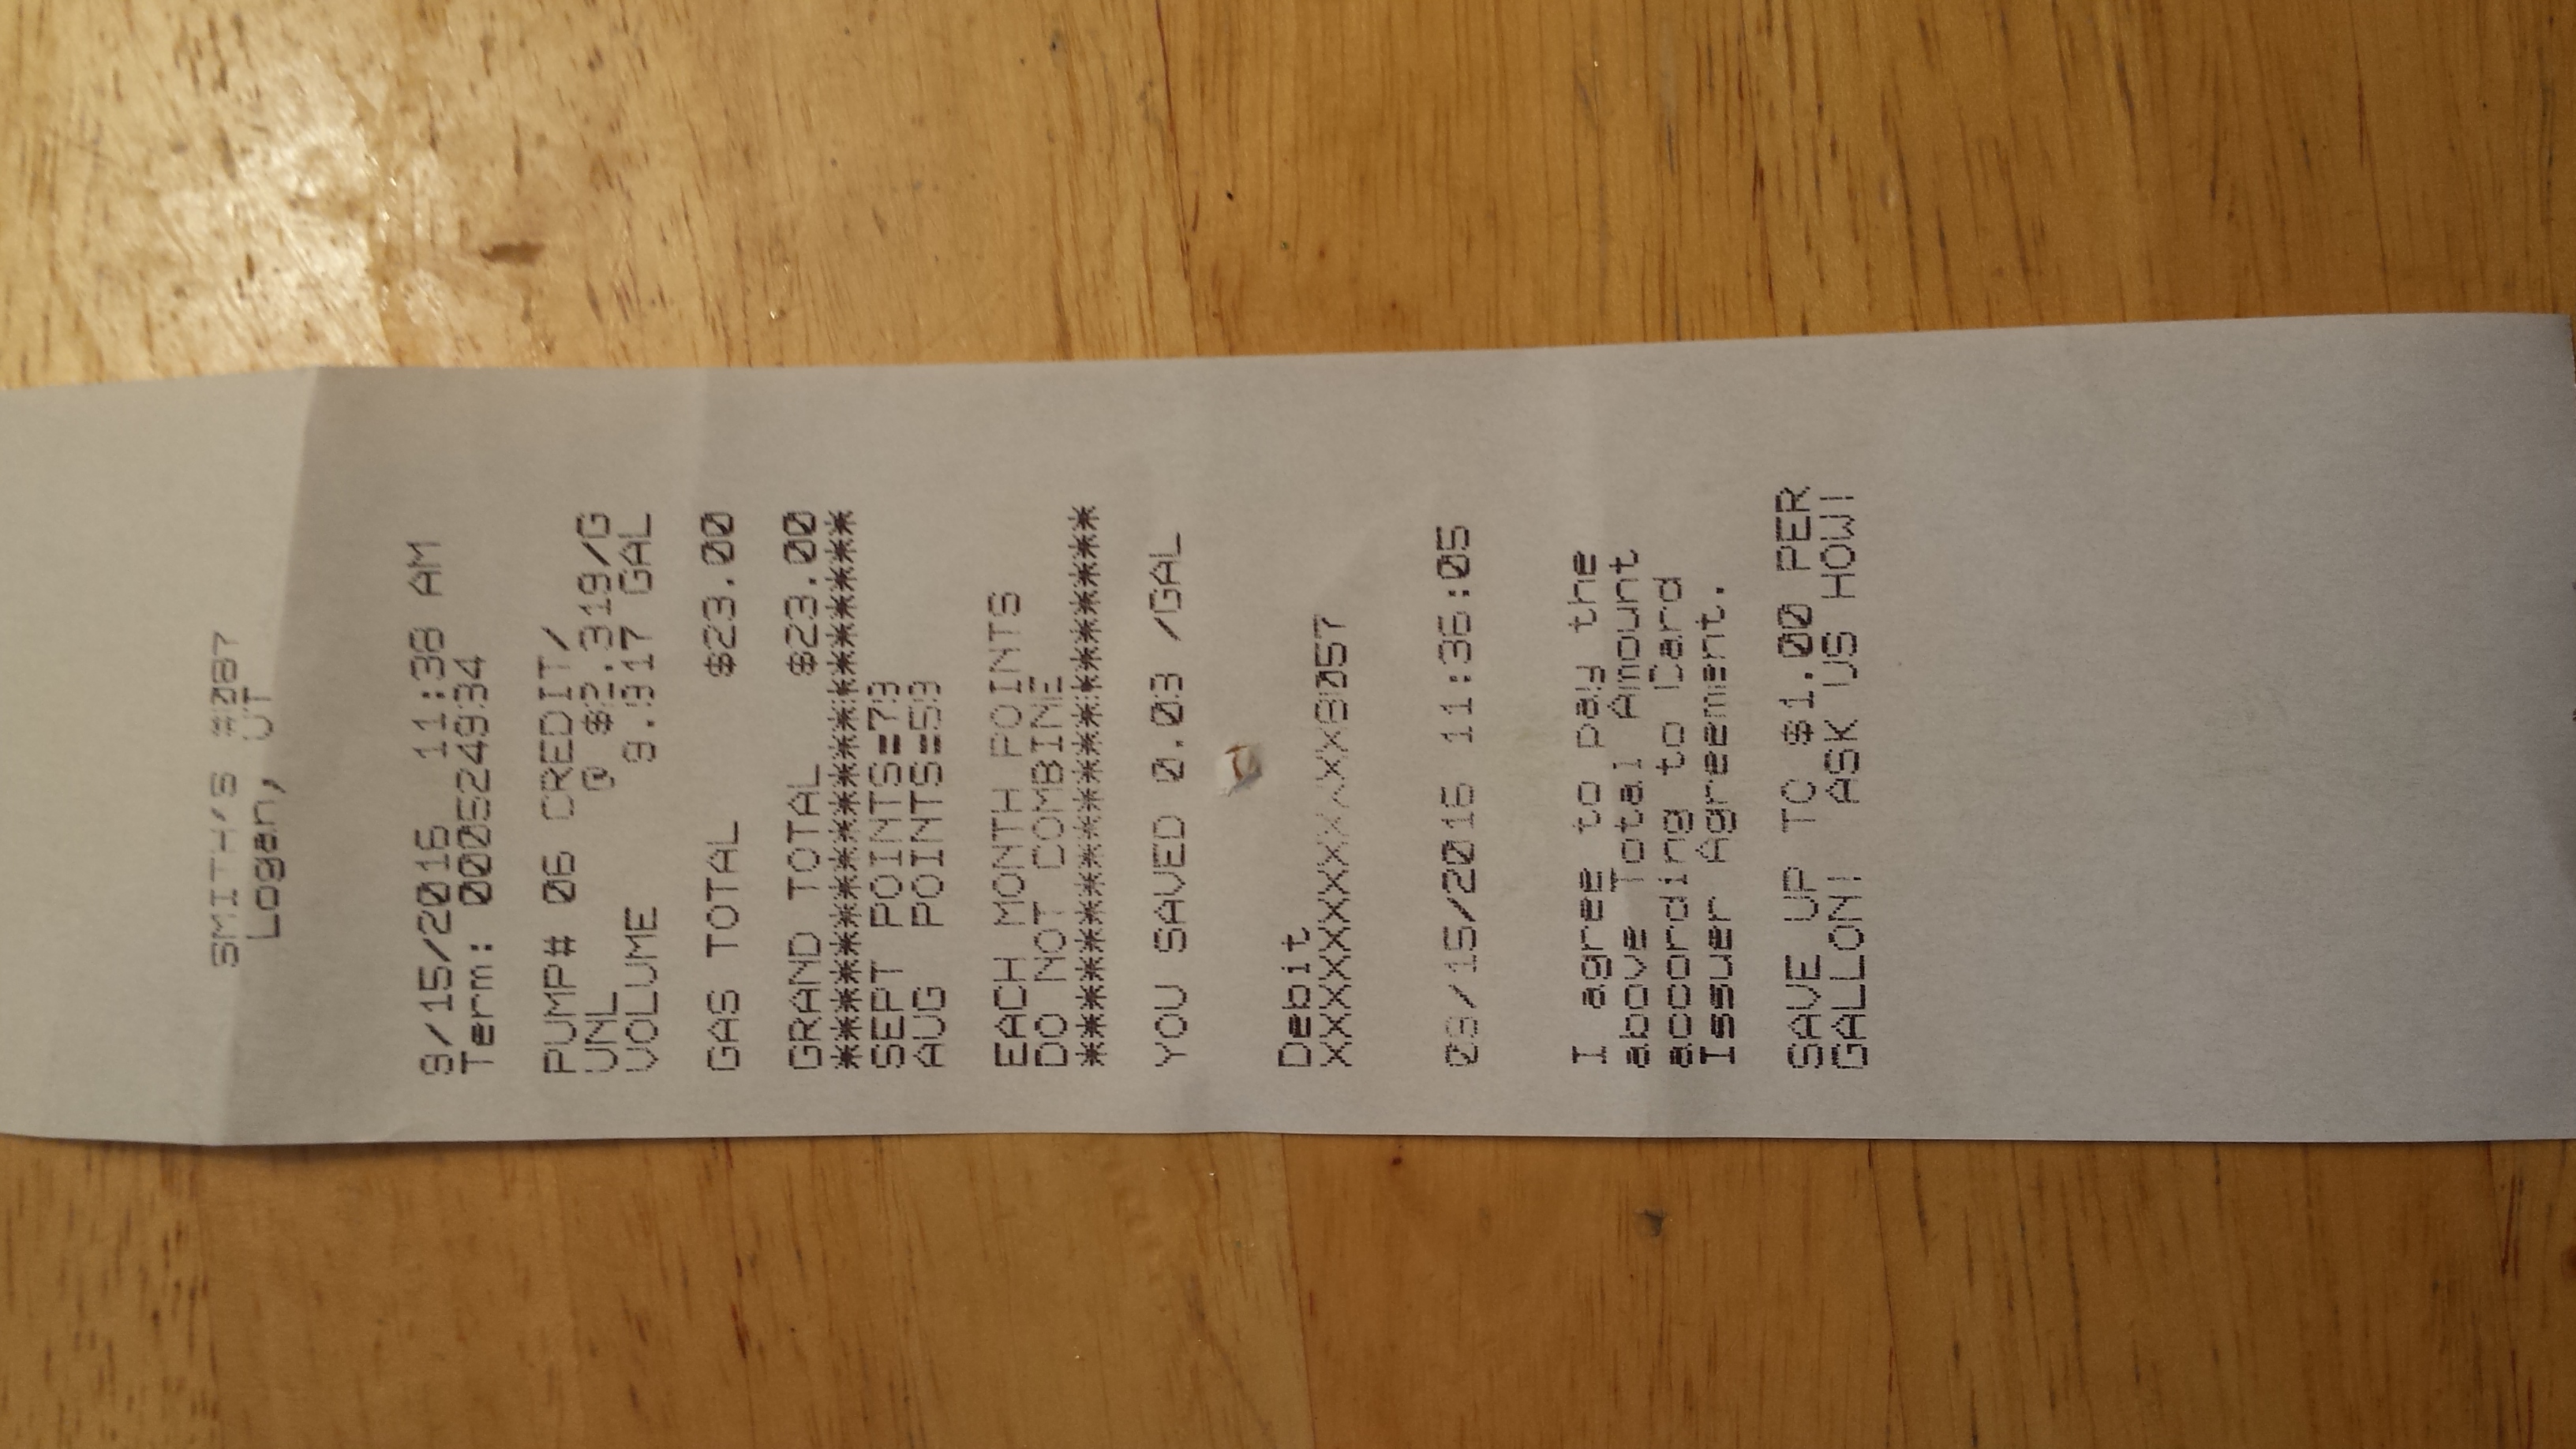 SMITH'S #087
Logan, UT
9/15/2016 11:38 AM
Term: 000524934
PUMP# 06 CREDIT/
UNL @ $2.319/G
VOLUME 9.917 GAL
GAS TOTAL $23.00
GRAND TOTAL $23.00
********************
SEPT POINTS=79
AUG POINTS=59
EACH MONTH POINTS
DO NOT COMBINE
********************
YOU SAVED 0.03 /GAL
Debit
XXXXXXXXXXXX9057
09/15/2016 11:36:05
I agree to pay the
above Total Amount
according to Card
Issuer Agreement.
SAVE UP TO $1.00 PER
GALLON! ASK US HOW!